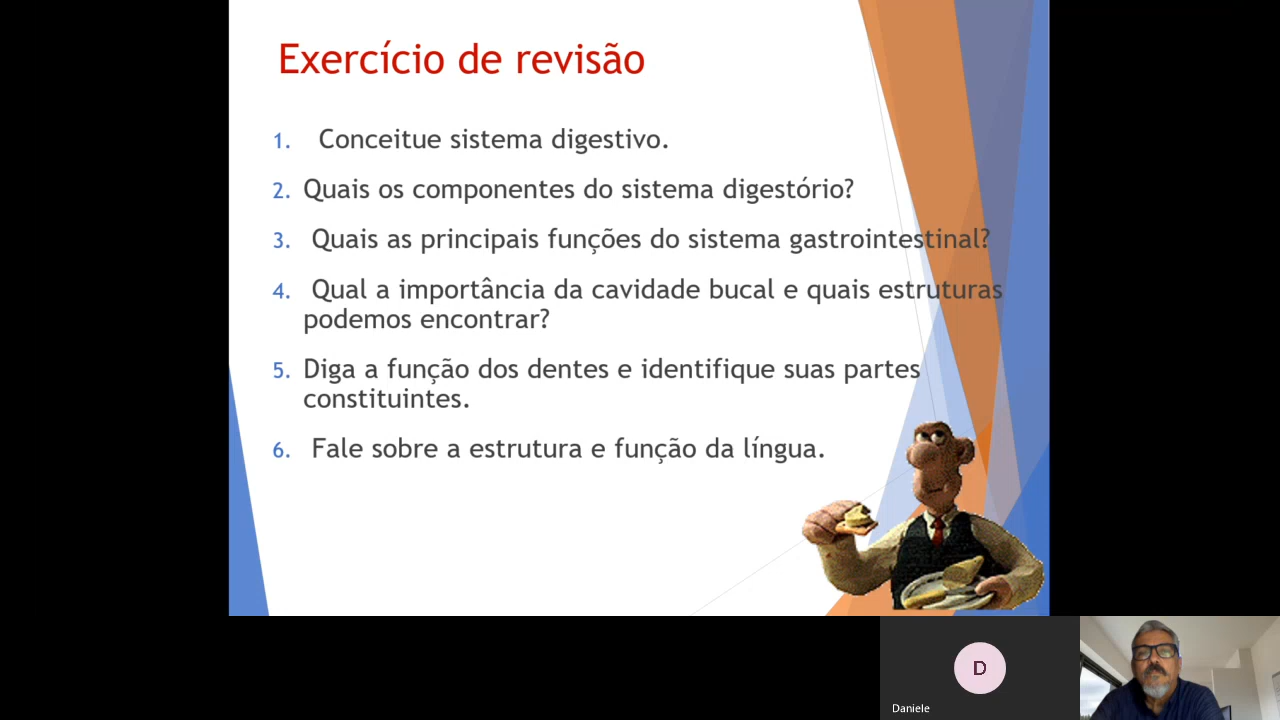 Exercício de revisão
1. Conceitue sistema digestivo.
2. Quais os componentes do sistema digestório?
3. Quais as principais funções do sistema gastrointestinal?
4. Qual a importância da cavidade bucal e quais estruturas
podemos encontrar?
5. Diga a função dos dentes e identifique suas partes
constituintes.
6. Fale sobre a estrutura e função da língua.
D
Daniele